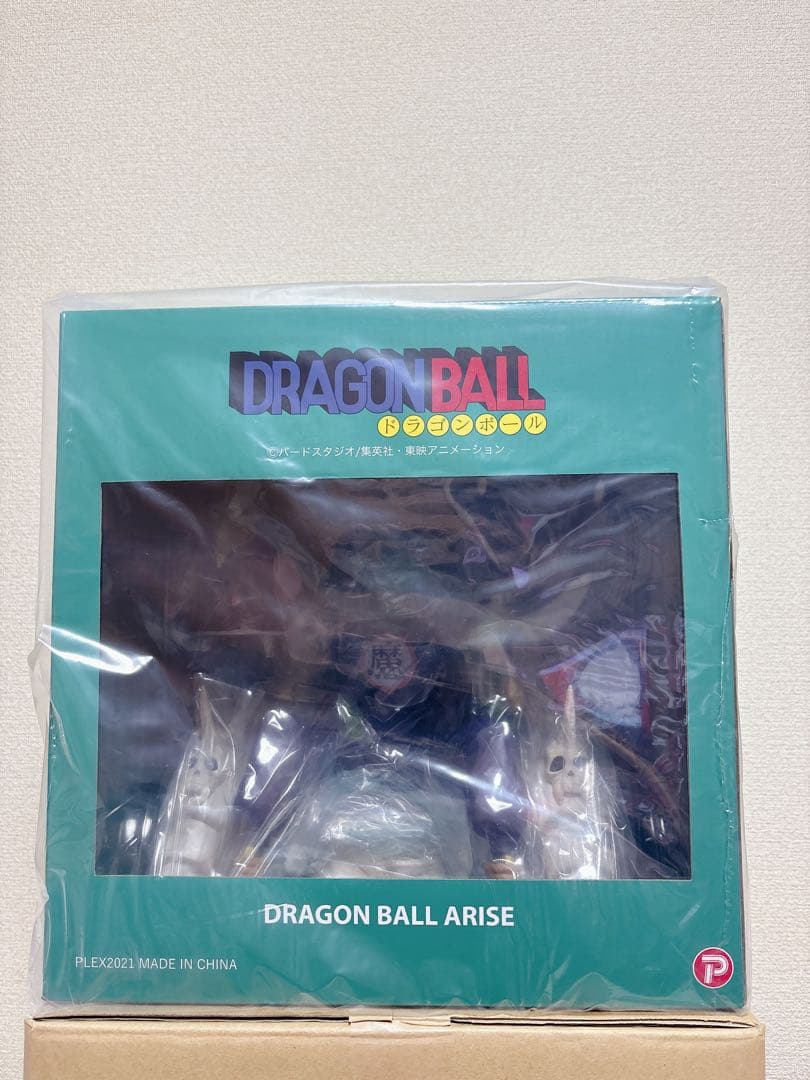 DRAGON BALL
ドラゴンボール
©バードスタジオ/集英社・東映アニメーション
魔
DRAGON BALL ARISE
PLEX2021 MADE IN CHINA
P